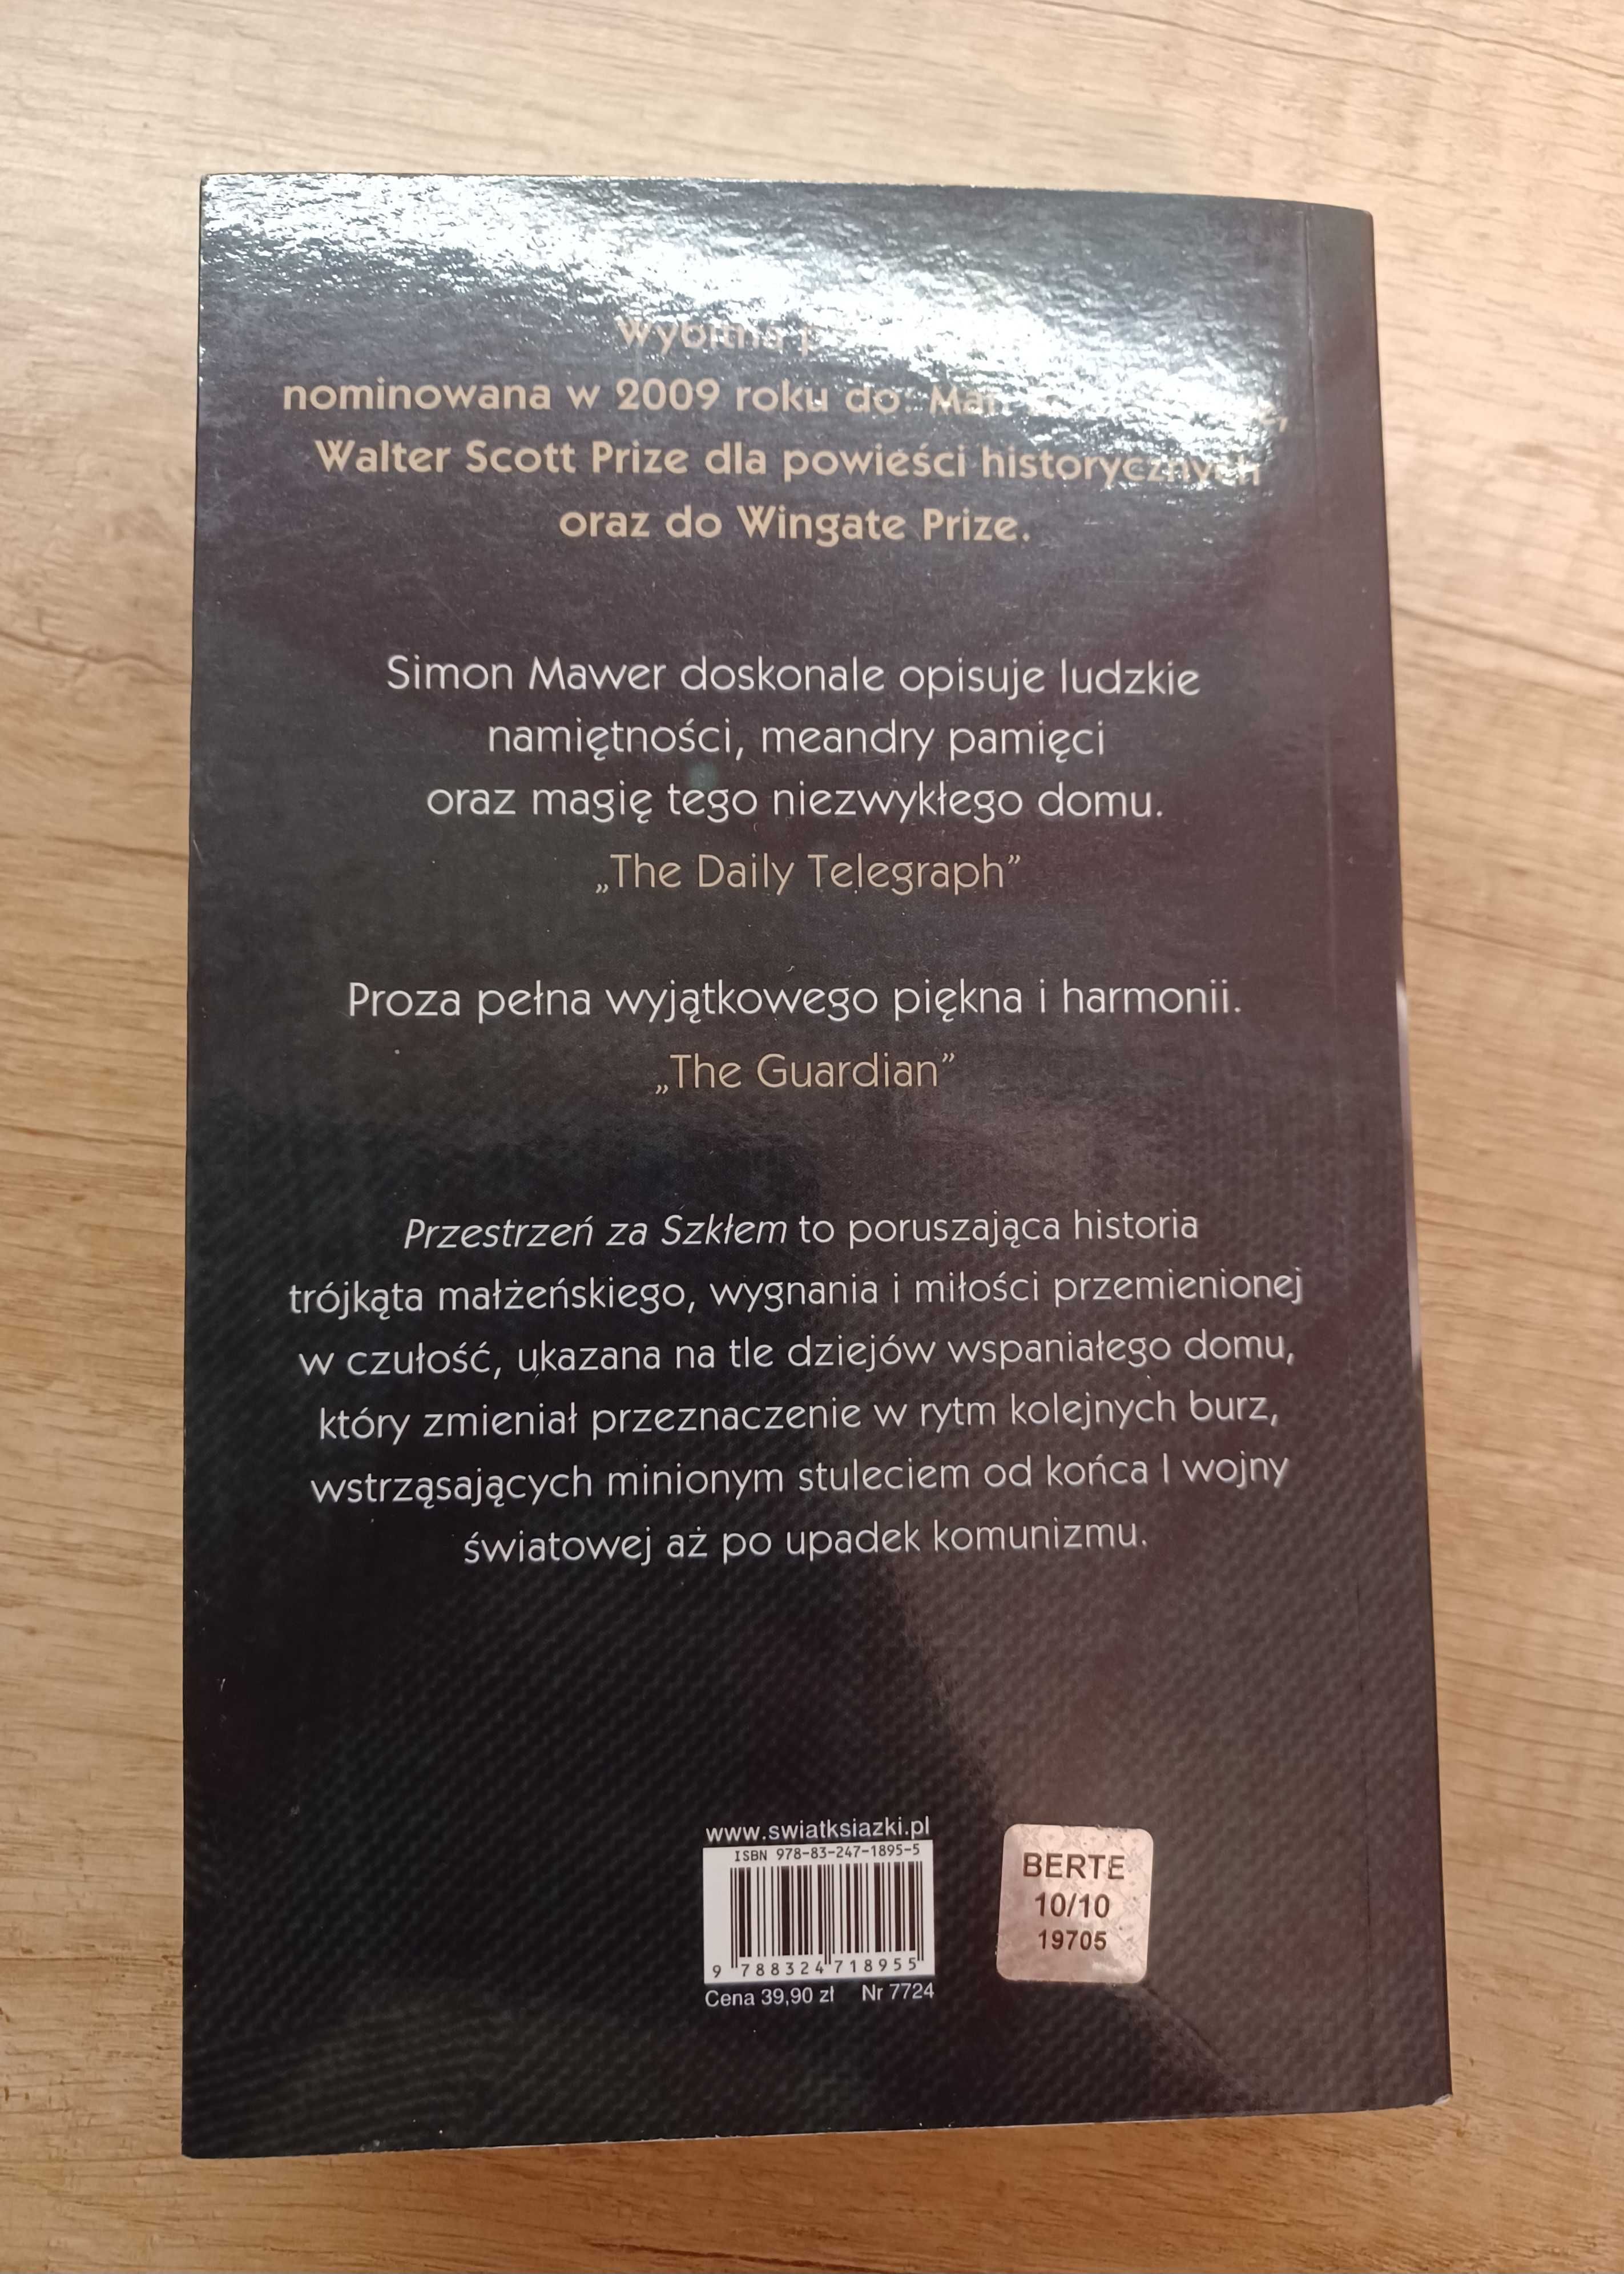 Wybitna
nominowana w 2009 roku do: Man
Walter Scott Prize dla powieści historycznych
oraz do Wingate Prize.
Simon Mawer doskonale opisuje ludzkie
namiętności, meandry pamięci
oraz magię tego niezwykłego domu.
„The Daily Telegraph”
Proza pełna wyjątkowego piękna i harmonii.
„The Guardian”
Przestrzeń za Szkłem to poruszająca historia
trójkąta małżeńskiego, wygnania i miłości przemienionej
w czułość, ukazana na tle dziejów wspaniałego domu,
który zmieniał przeznaczenie w rytm kolejnych burz,
wstrząsających minionym stuleciem od końca I wojny
światowej aż po upadek komunizmu.
www.swiatksiazki.pl
ISBN 978-83-247-1895-5
9 788324 718955
Cena 39,90 zł Nr 7724
BERTE
10/10
19705